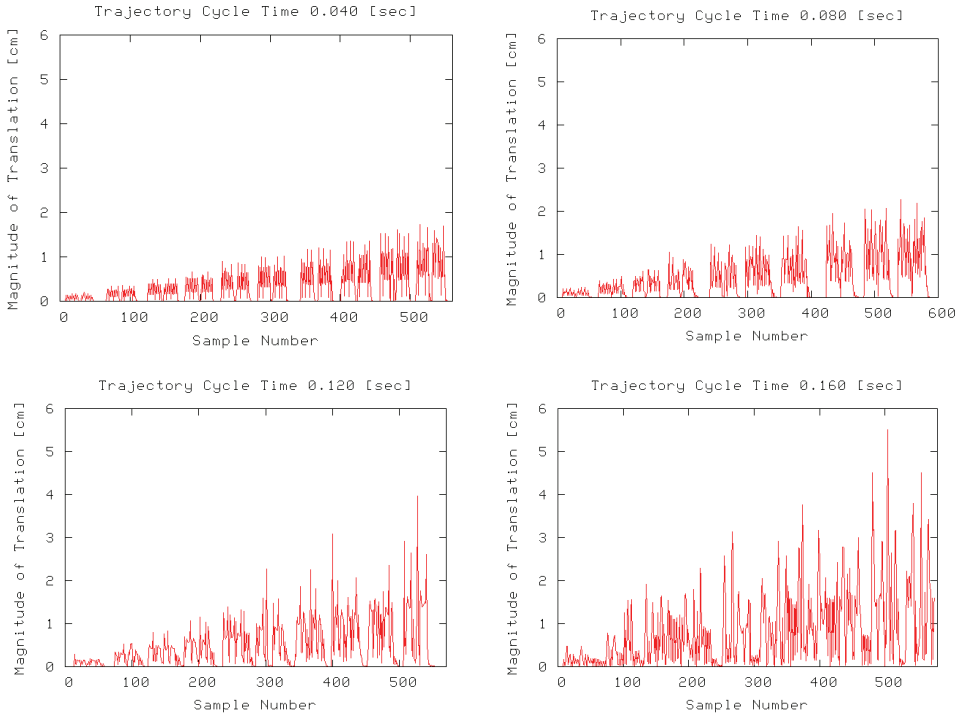 Trajectory Cycle Time 0.040 [sec]
Magnitude of Translation [cm]
6
5
4
3
2
1
0
0 100 200 300 400 500
Sample Number
Trajectory Cycle Time 0.080 [sec]
Magnitude of Translation [cm]
6
5
4
3
2
1
0
0 100 200 300 400 500 600
Sample Number
Trajectory Cycle Time 0.120 [sec]
Magnitude of Translation [cm]
6
5
4
3
2
1
0
0 100 200 300 400 500
Sample Number
Trajectory Cycle Time 0.160 [sec]
Magnitude of Translation [cm]
6
5
4
3
2
1
0
0 100 200 300 400 500
Sample Number